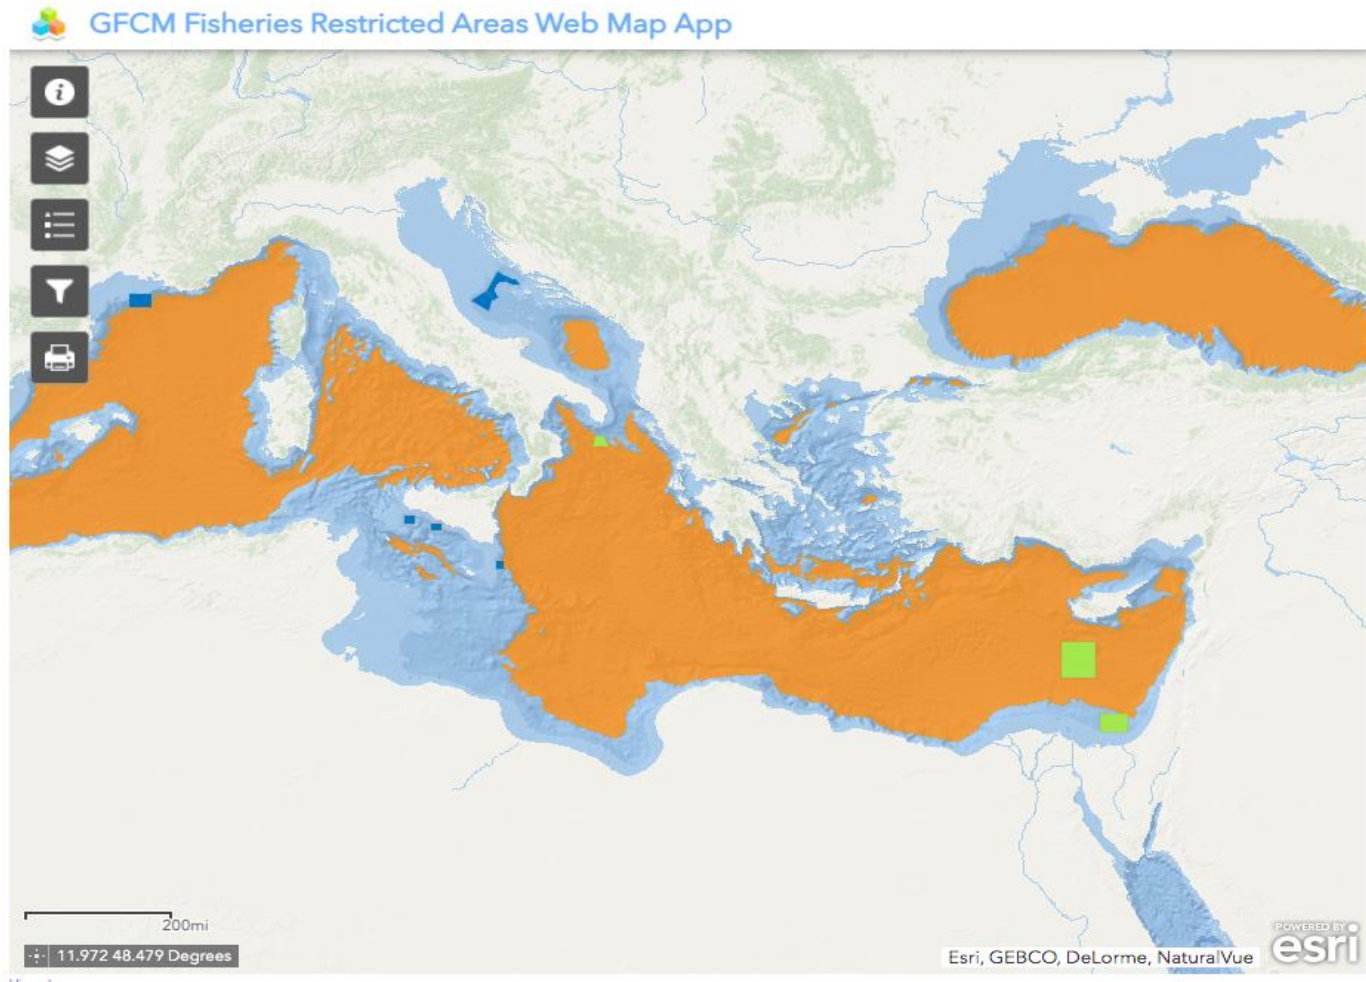 GFCM Fisheries Restricted Areas Web Map App
i
200mi
11.972 48.479 Degrees
Esri, GEBCO, DeLorme, NaturalVue
POWERED BY
esri